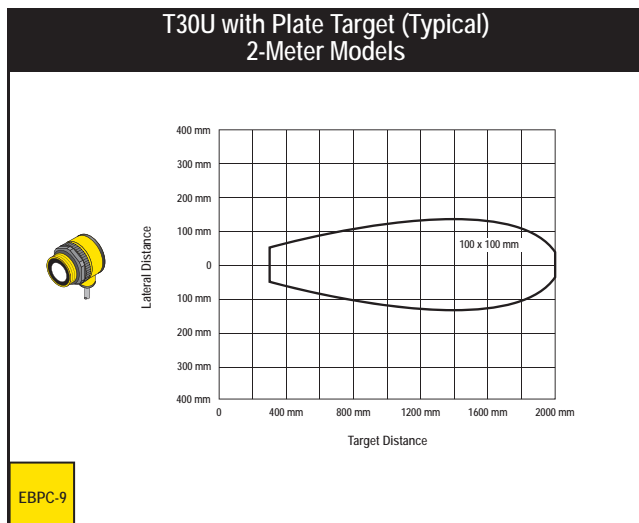 T30U with Plate Target (Typical)
2-Meter Models
400 mm
300 mm
200 mm
100 mm
0
100 mm
200 mm
300 mm
400 mm
Lateral Distance
100 x 100 mm
0
400 mm
800 mm
1200 mm
1600 mm
2000 mm
Target Distance
EBPC-9